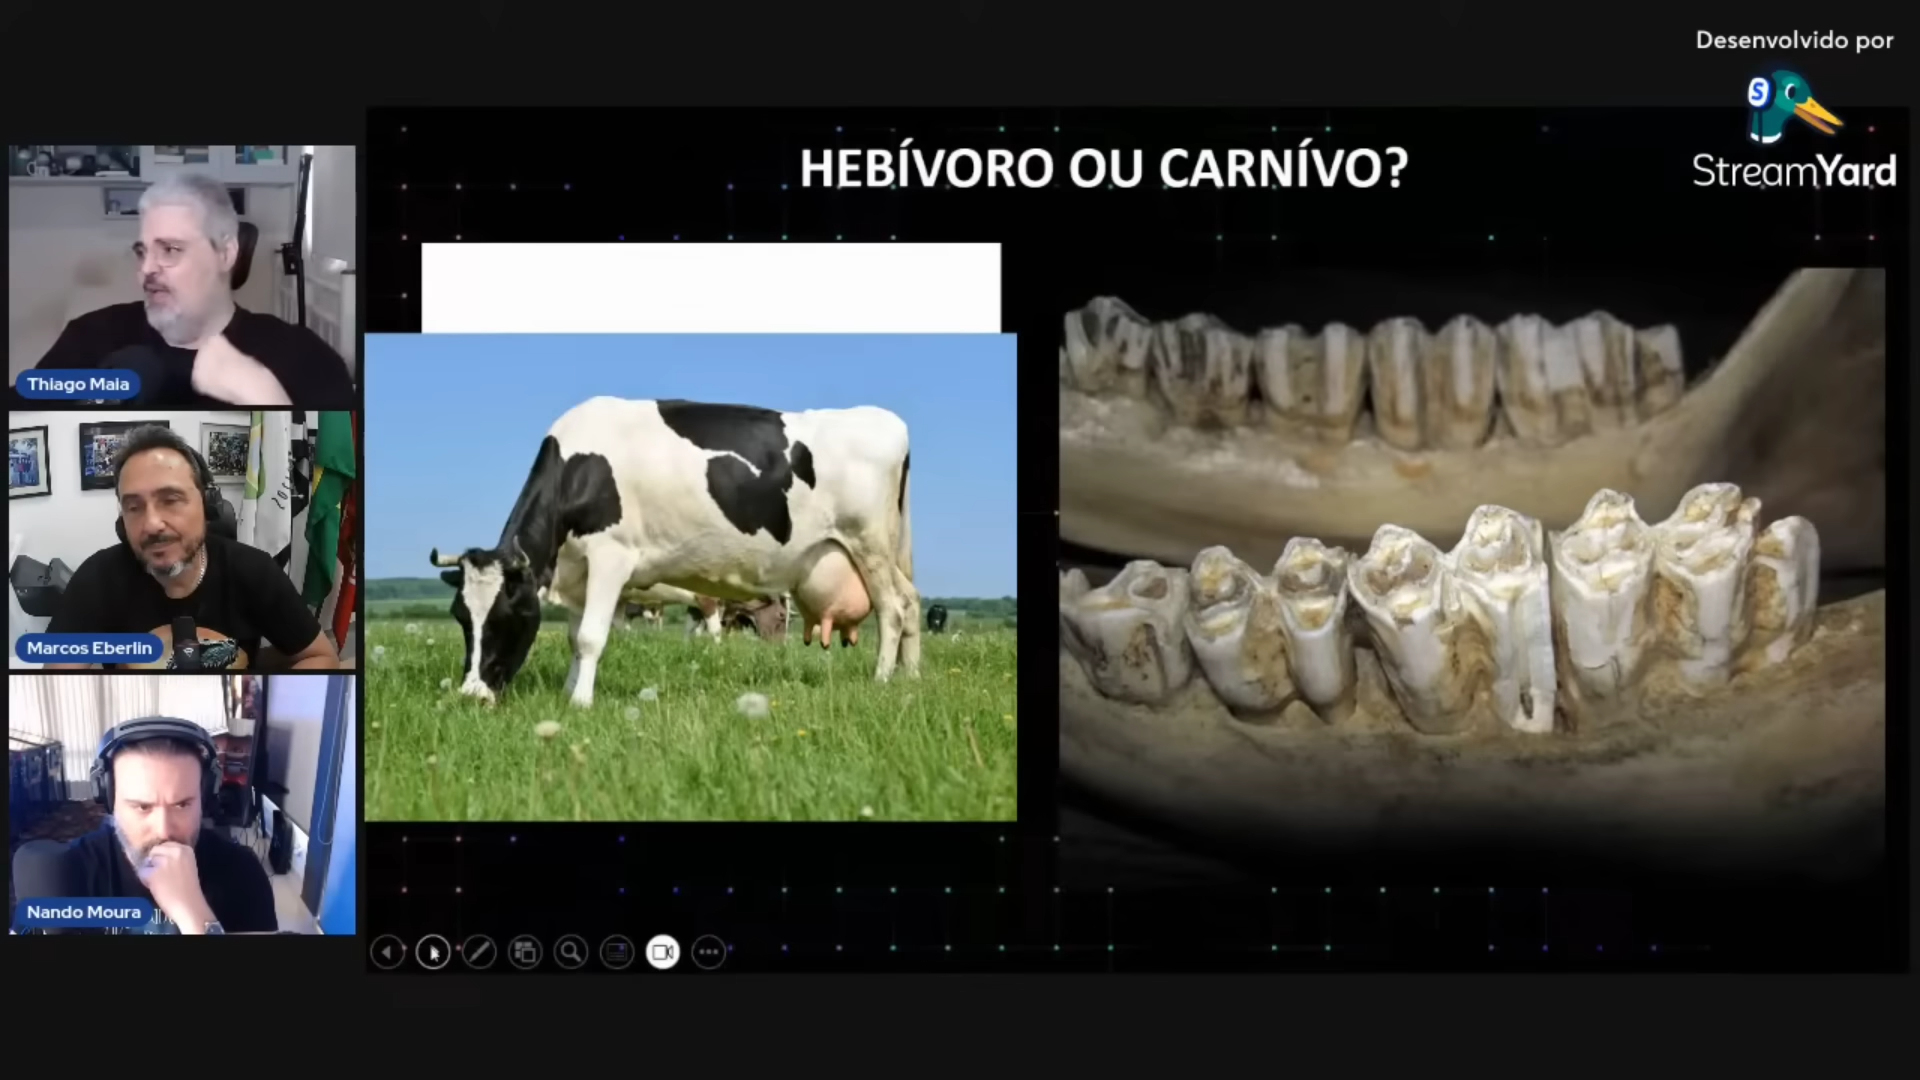 Desenvolvido por
StreamYard
HEBÍVORO OU CARNÍVO?
Thiago Maia
Marcos Eberlin
Nando Moura